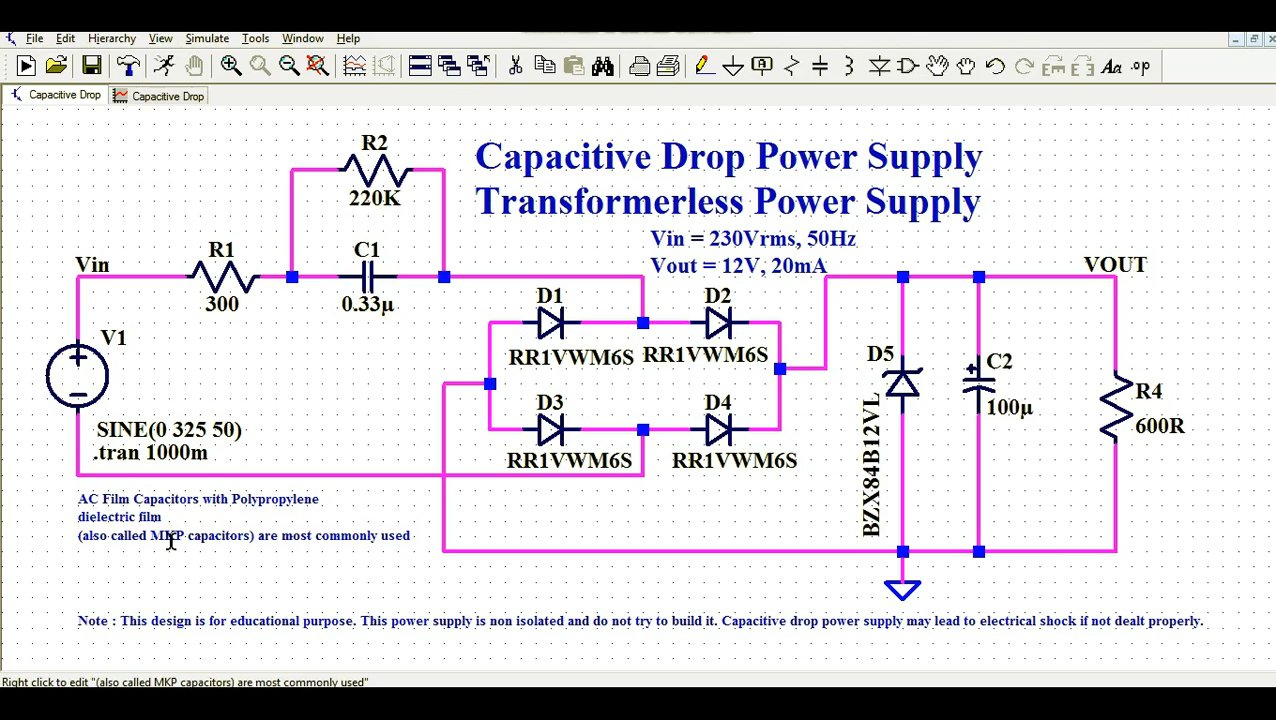 File Edit Hierarchy View Simulate Tools Window Help
.op
Capacitive Drop Capacitive Drop
R2
220K
Capacitive Drop Power Supply
Transformerless Power Supply
Vin = 230Vrms, 50Hz
Vout = 12V, 20mA
Vin
R1
300
C1
0.33µ
VOUT
V1
SINE(0 325 50)
.tran 1000m
D1
RR1VWM6S
D2
RR1VWM6S
D3
RR1VWM6S
D4
RR1VWM6S
D5
BZX84B12VL
C2
100µ
R4
600R
AC Film Capacitors with Polypropylene
dielectric film
(also called MKP capacitors) are most commonly used
Note : This design is for educational purpose. This power supply is non isolated and do not try to build it. Capacitive drop power supply may lead to electrical shock if not dealt properly.
Right click to edit "(also called MKP capacitors) are most commonly used"